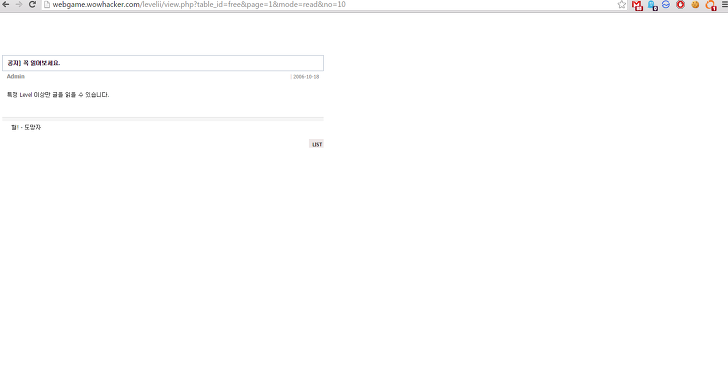 webgame.wowhacker.com/levelii/view.php?table_id=free&page=1&mode=read&no=10
공지] 꼭 읽어보세요.
Admin
: 2006-10-18
특정 Level 이상만 글을 읽을 수 있습니다.
헐! - 도망자
LIST